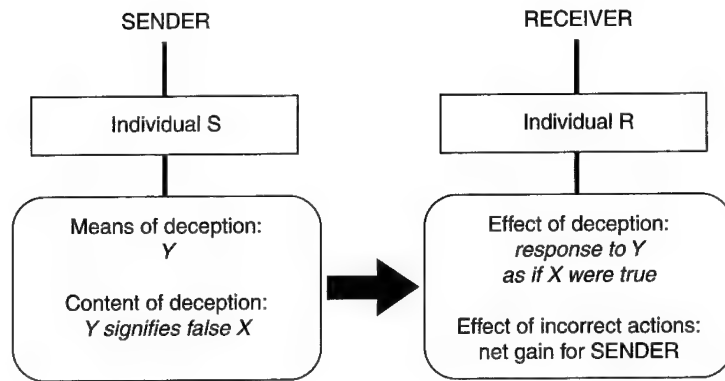 SENDER
Individual S
Means of deception:
Y
Content of deception:
Y signifies false X
RECEIVER
Individual R
Effect of deception:
response to Y
as if X were true
Effect of incorrect actions:
net gain for SENDER